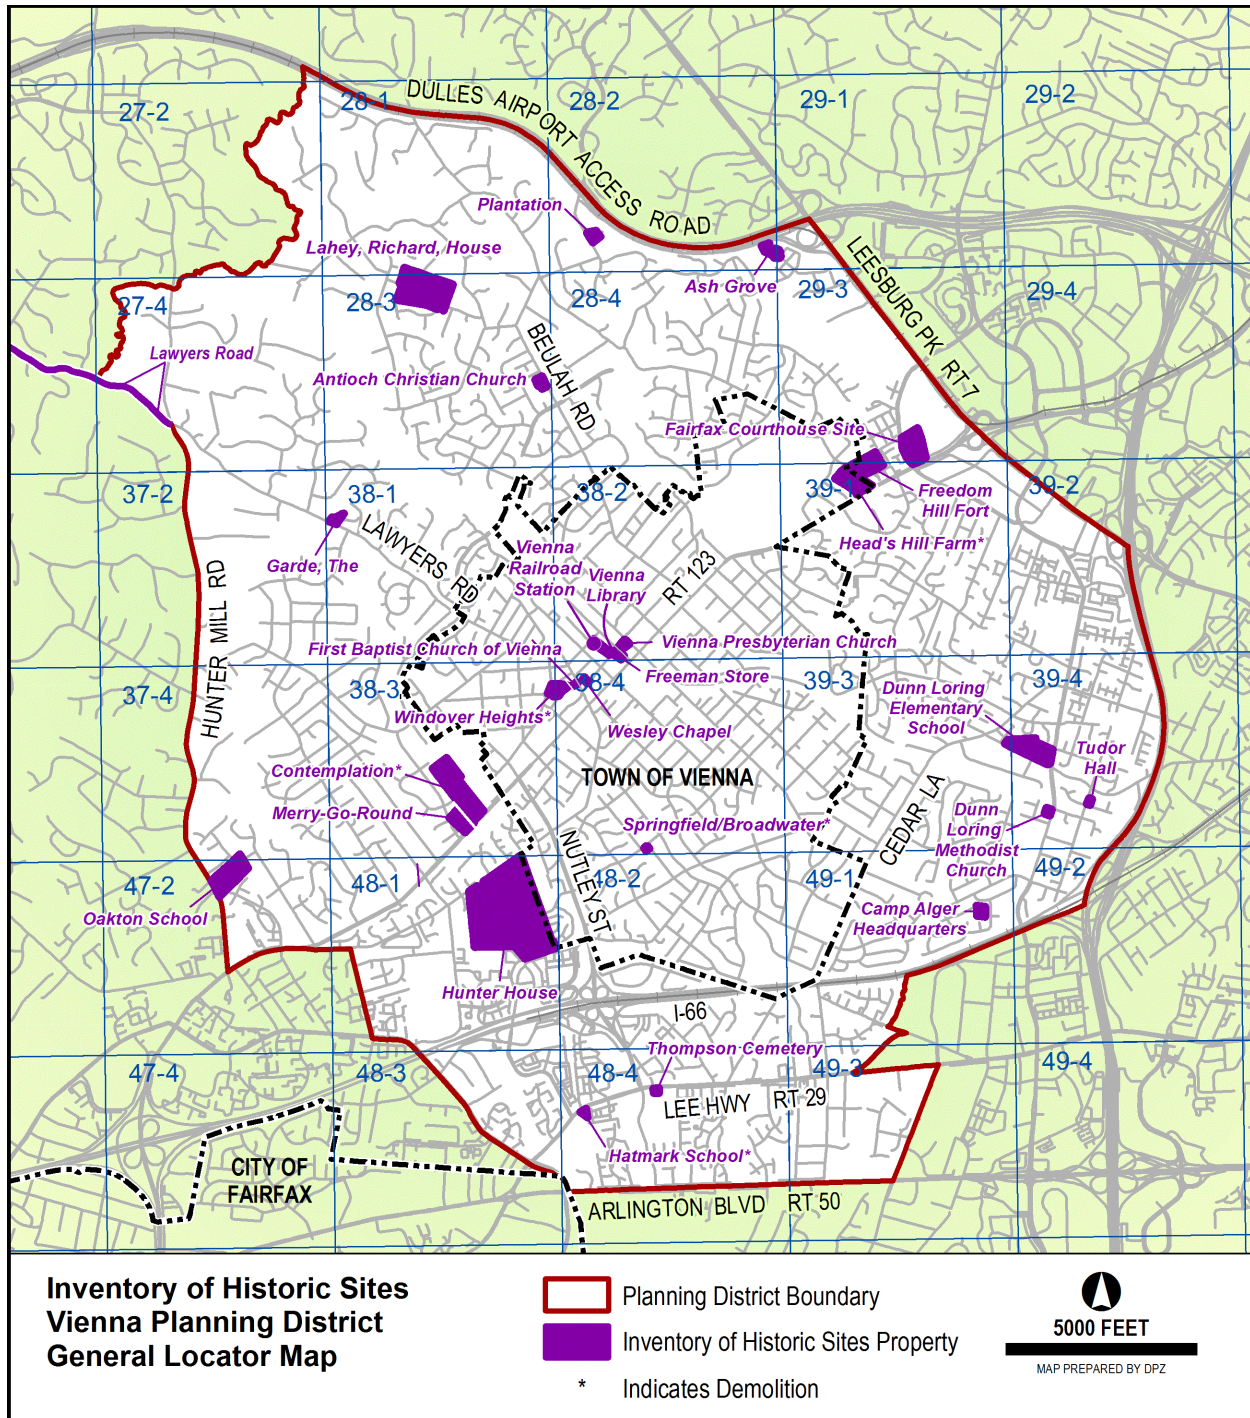 27-2
28-1
DULLES AIRPORT ACCESS ROAD
28-2
29-1
29-2
Plantation
Lahey, Richard, House
Ash Grove
LEESBURG PK RT 7
27-4
28-3
28-4
29-3
29-4
Lawyers Road
BEULAH RD
Antioch Christian Church
Fairfax Courthouse Site
37-2
38-1
38-2
39-1
39-2
Freedom
Hill Fort
Head's Hill Farm*
LAWYERS RD
Garde, The
HUNTER MILL RD
Vienna
Railroad
Station
Vienna
Library
RT 123
First Baptist Church of Vienna
Vienna Presbyterian Church
Freeman Store
37-4
38-3
38-4
39-3
39-4
Windover Heights*
Wesley Chapel
Dunn Loring
Elementary
School
Tudor
Hall
Contemplation*
Merry-Go-Round
TOWN OF VIENNA
Springfield/Broadwater*
CEDAR LA
Dunn
Loring
Methodist
Church
NUTLEY ST
47-2
48-1
48-2
49-1
49-2
Oakton School
Camp Alger
Headquarters
Hunter House
I-66
Thompson Cemetery
47-4
48-3
48-4
49-3
49-4
LEE HWY RT 29
Hatmark School*
CITY OF
FAIRFAX
ARLINGTON BLVD RT 50
Inventory of Historic Sites
Vienna Planning District
General Locator Map
Planning District Boundary
Inventory of Historic Sites Property
* Indicates Demolition
5000 FEET
MAP PREPARED BY DPZ